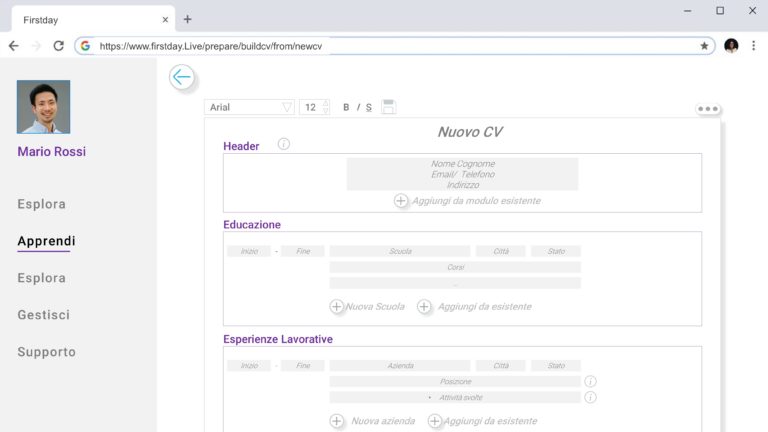 Firstday
https://www.firstday.Live/prepare/buildcv/from/newcv
Mario Rossi
Esplora
Apprendi
Esplora
Gestisci
Supporto
Arial 12 B / S
Nuovo CV
Header
Nome Cognome
Email/ Telefono
Indirizzo
Aggiungi da modulo esistente
Educazione
Inizio - Fine Scuola Città Stato
Corsi
...
Nuova Scuola Aggiungi da esistente
Esperienze Lavorative
Inizio - Fine Azienda Città Stato
Posizione
• Attività svolte
Nuova azienda Aggiungi da esistente